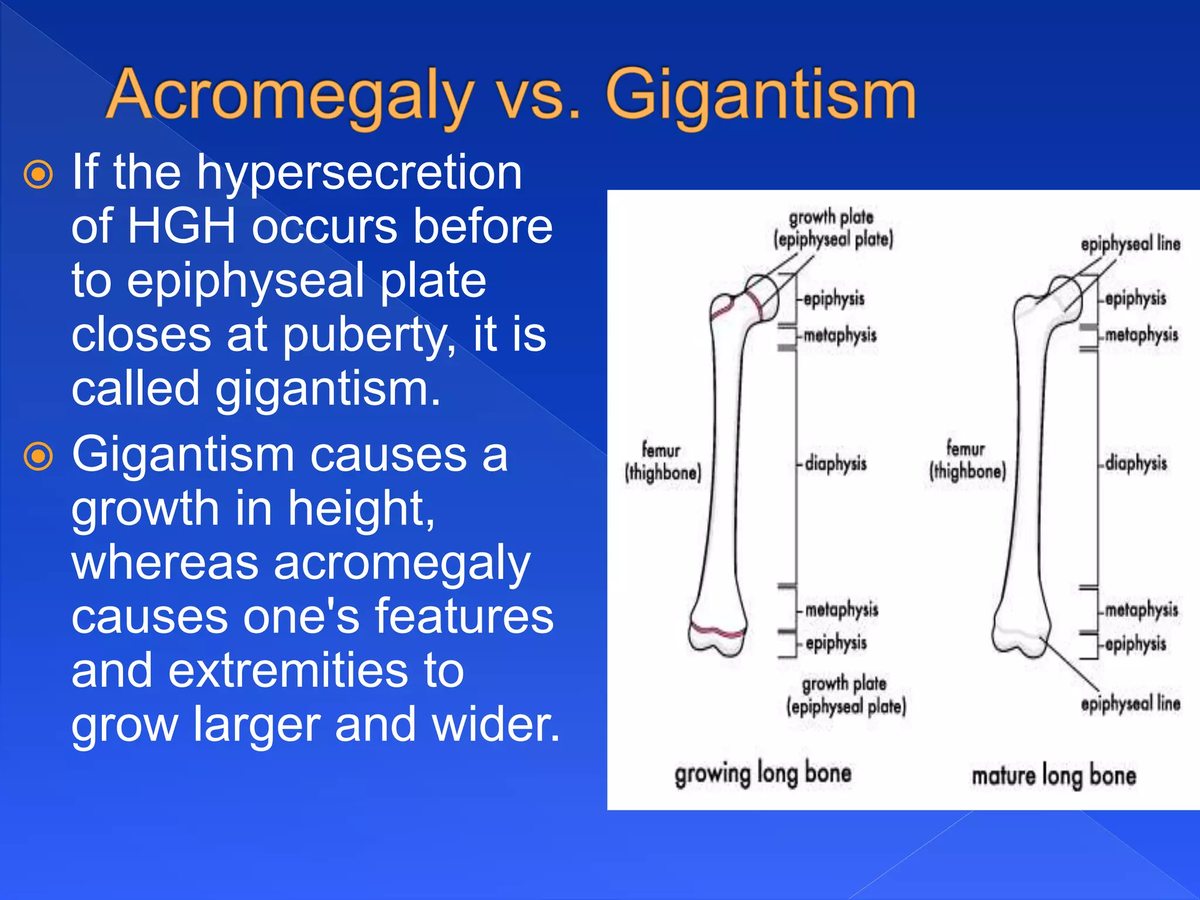 Acromegaly vs. Gigantism
If the hypersecretion
of HGH occurs before
to epiphyseal plate
closes at puberty, it is
called gigantism.
Gigantism causes a
growth in height,
whereas acromegaly
causes one's features
and extremities to
grow larger and wider.
growth plate
(epiphyseal plate)
epiphysis
metaphysis
femur
(thighbone)
diaphysis
metaphysis
epiphysis
growth plate
(epiphyseal plate)
growing long bone
epiphyseal line
epiphysis
metaphysis
femur
(thighbone)
diaphysis
metaphysis
epiphysis
epiphyseal line
mature long bone